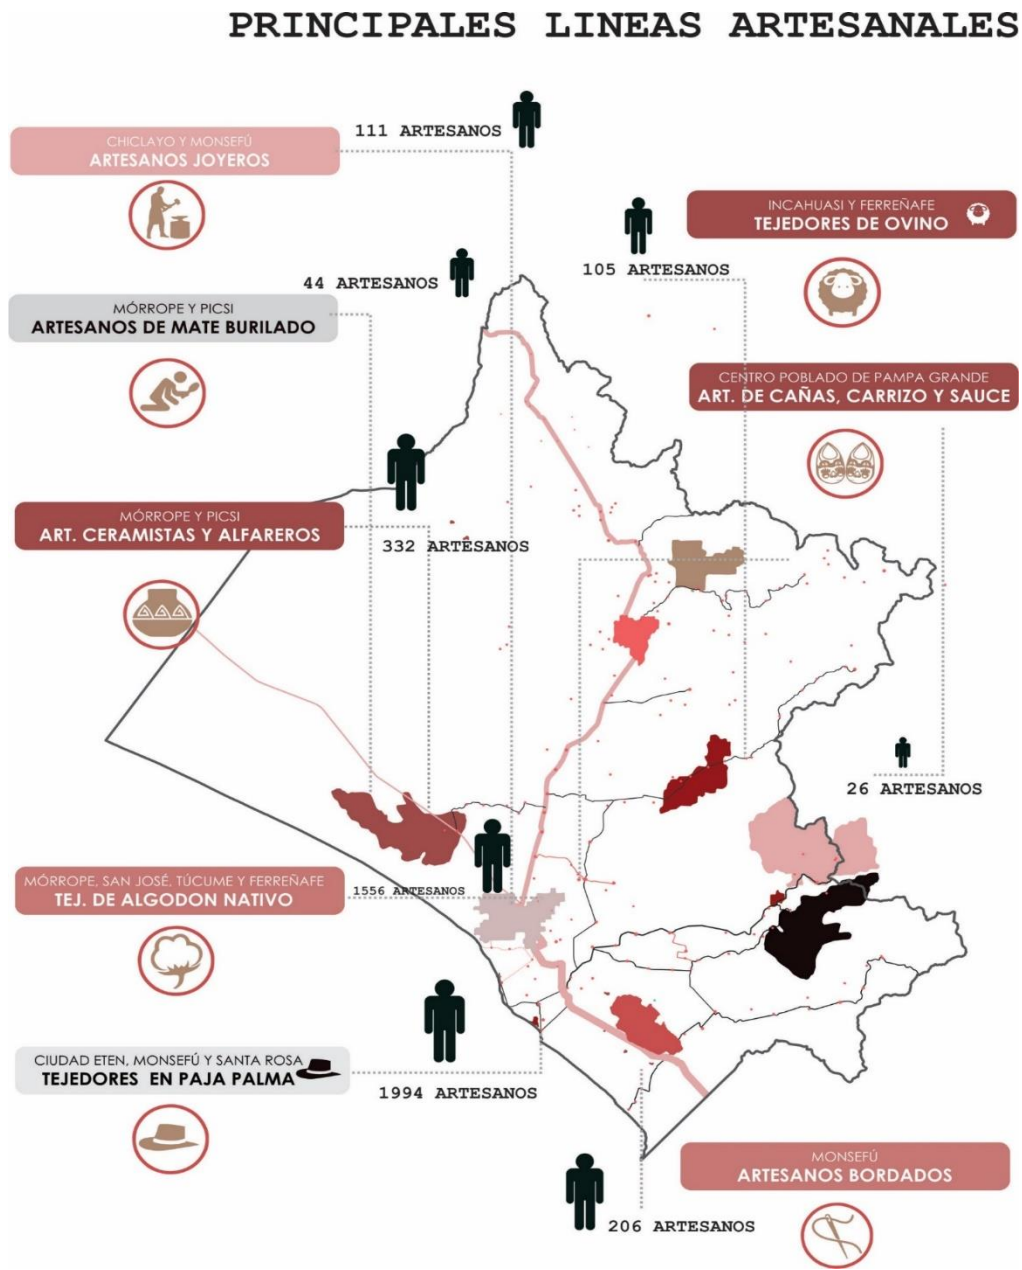 PRINCIPALES LINEAS ARTESANALES
111 ARTESANOS
CHICLAYO Y MONSEFÚ
ARTESANOS JOYEROS
INCAHUASI Y FERREÑAFE
TEJEDORES DE OVINO
105 ARTESANOS
44 ARTESANOS
MÓRROPE Y PICSI
ARTESANOS DE MATE BURILADO
CENTRO POBLADO DE PAMPA GRANDE
ART. DE CAÑAS, CARRIZO Y SAUCE
MÓRROPE Y PICSI
ART. CERAMISTAS Y ALFAREROS
332 ARTESANOS
26 ARTESANOS
MÓRROPE, SAN JOSÉ, TÚCUME Y FERREÑAFE
TEJ. DE ALGODON NATIVO
1556 ARTESANOS
CIUDAD ETEN, MONSEFÚ Y SANTA ROSA
TEJEDORES EN PAJA PALMA
1994 ARTESANOS
MONSEFÚ
ARTESANOS BORDADOS
206 ARTESANOS